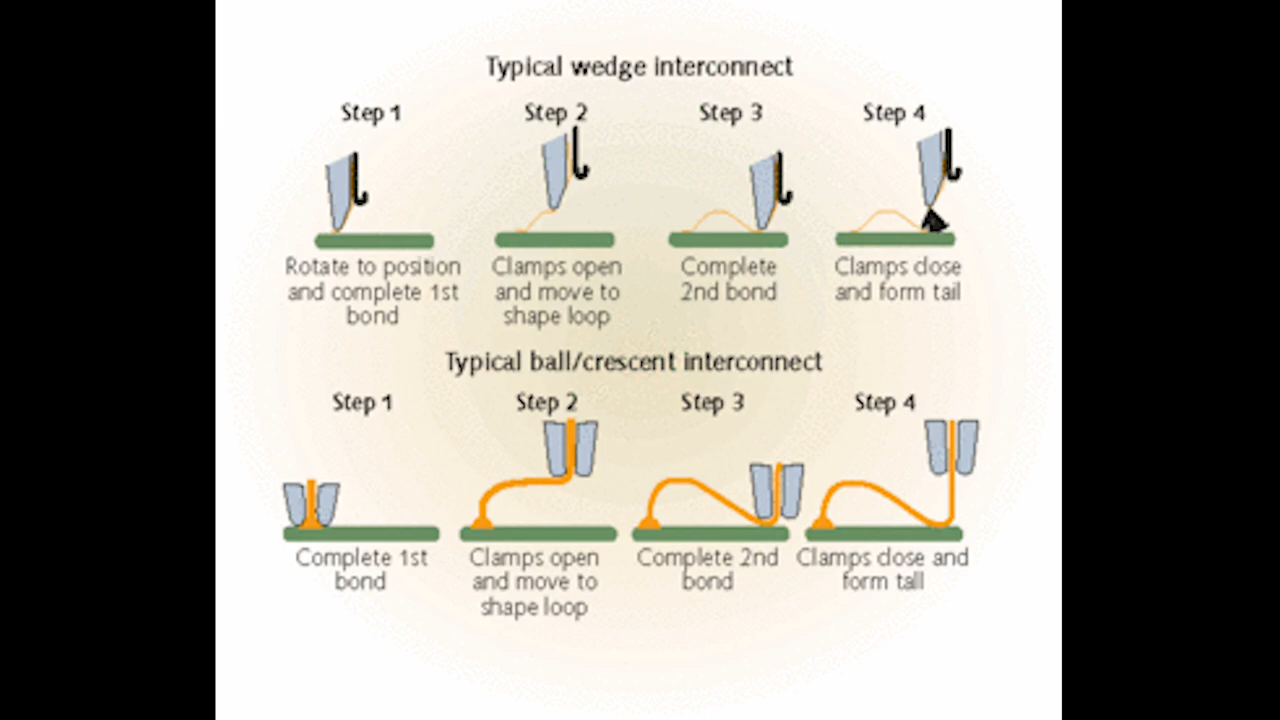 Typical wedge interconnect
Step 1
Step 2
Step 3
Step 4
Rotate to position
and complete 1st
bond
Clamps open
and move to
shape loop
Complete
2nd bond
Clamps close
and form tail
Typical ball/crescent interconnect
Step 1
Step 2
Step 3
Step 4
Complete 1st
bond
Clamps open
and move to
shape loop
Complete 2nd
bond
Clamps close and
form tall